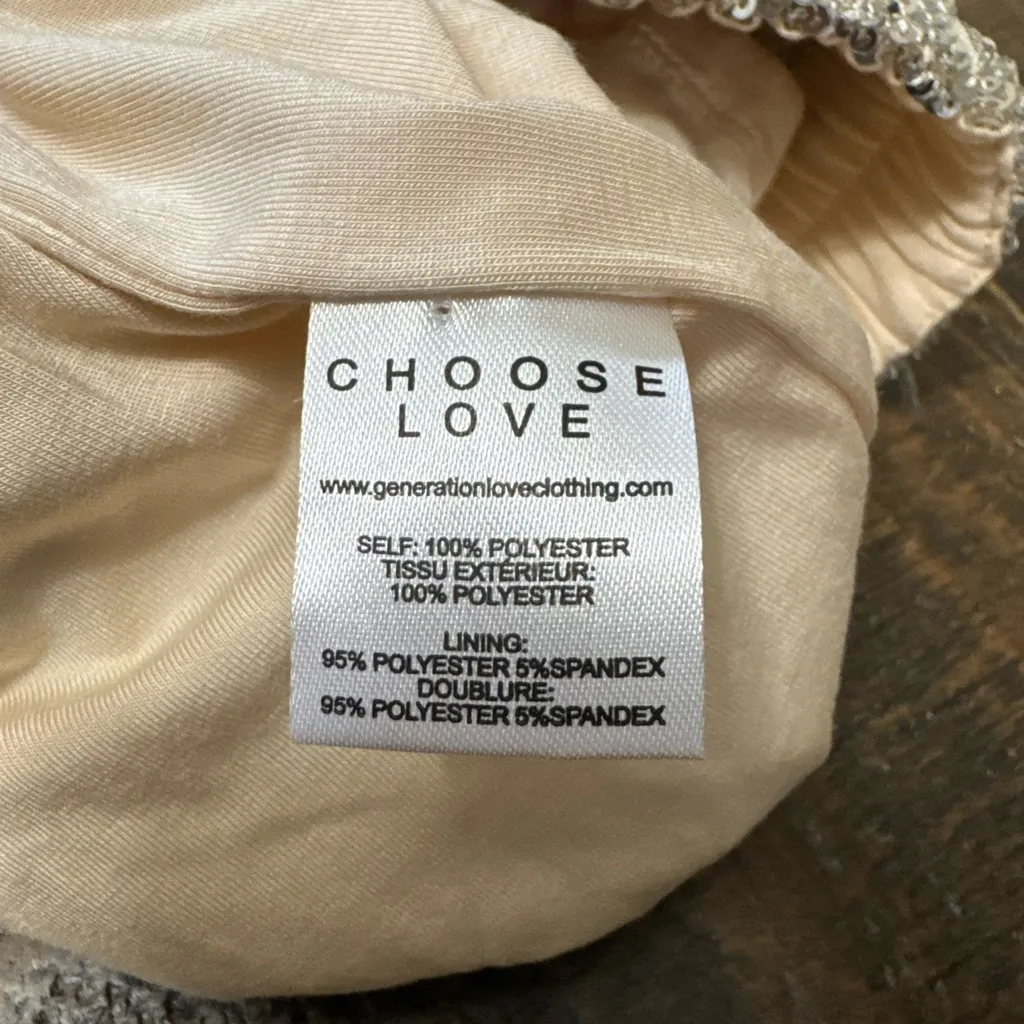 CHOOSE
LOVE
www.generationloveclothing.com
SELF: 100% POLYESTER
TISSU EXTÉRIEUR:
100% POLYESTER
LINING:
95% POLYESTER 5%SPANDEX
DOUBLURE:
95% POLYESTER 5%SPANDEX